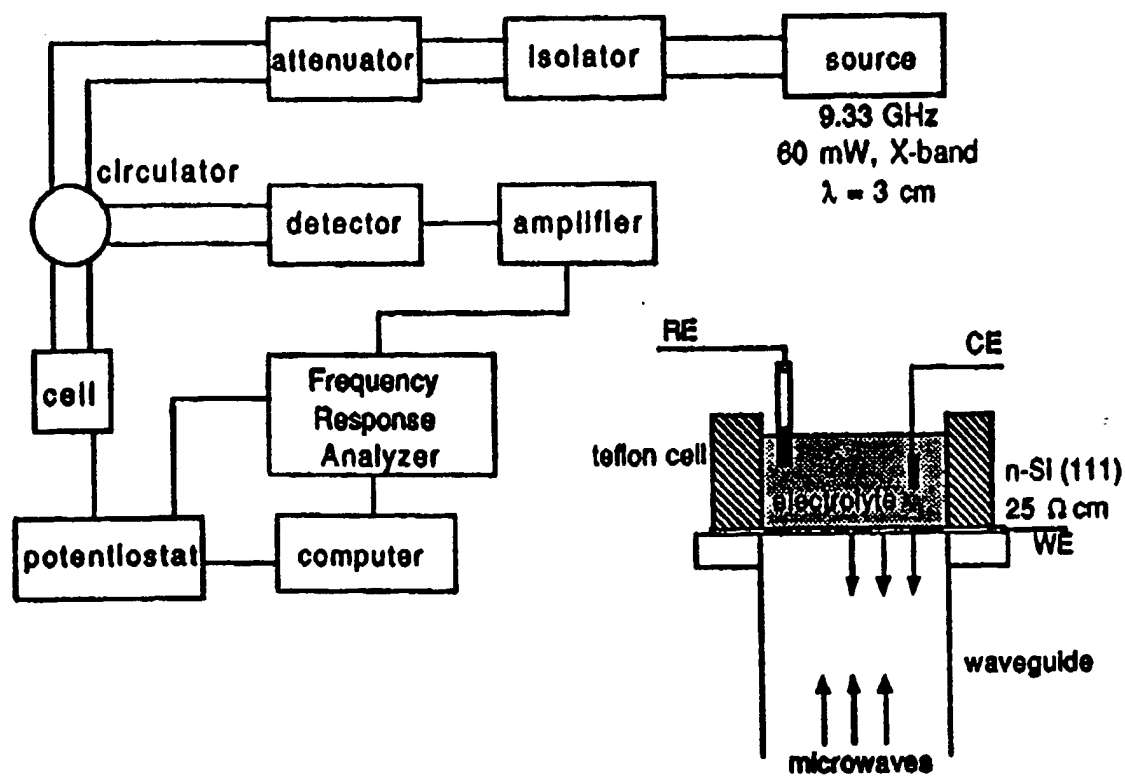 attenuator
isolator
source
9.33 GHz
60 mW, X-band
λ = 3 cm
circulator
detector
amplifier
cell
Frequency
Response
Analyzer
potentiostat
computer
RE
CE
teflon cell
electrolyte
n-Si (111)
25 Ω cm
WE
waveguide
microwaves